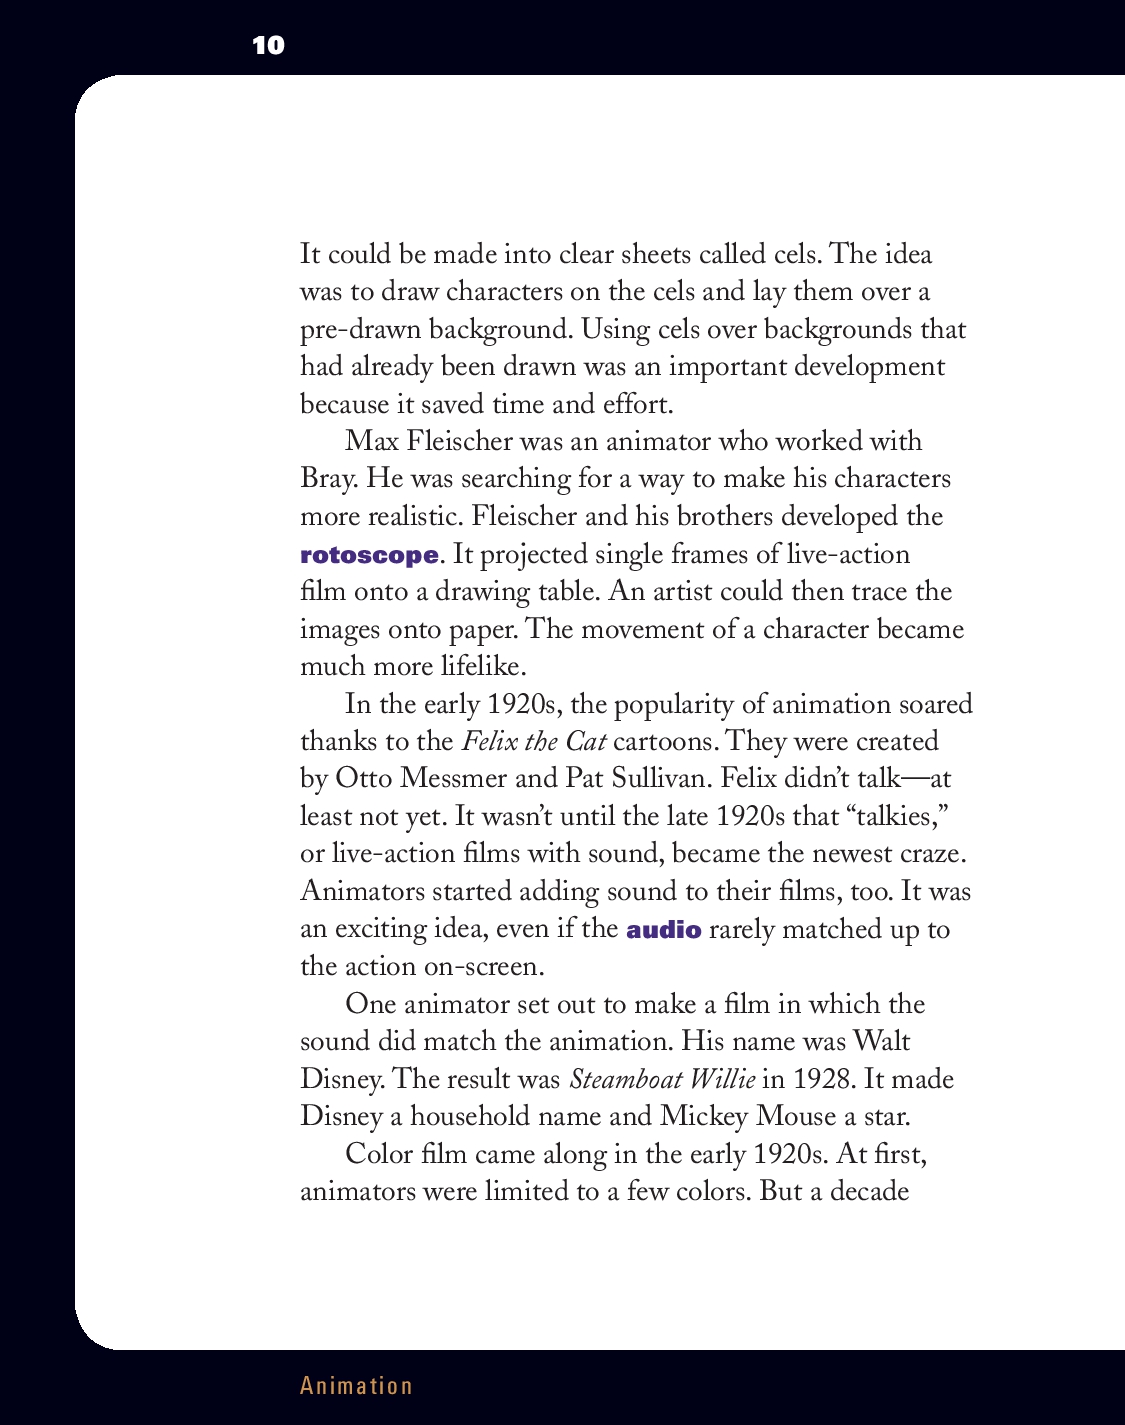 10
It could be made into clear sheets called cels. The idea
was to draw characters on the cels and lay them over a
pre-drawn background. Using cels over backgrounds that
had already been drawn was an important development
because it saved time and effort.
Max Fleischer was an animator who worked with
Bray. He was searching for a way to make his characters
more realistic. Fleischer and his brothers developed the
rotoscope. It projected single frames of live-action
film onto a drawing table. An artist could then trace the
images onto paper. The movement of a character became
much more lifelike.
In the early 1920s, the popularity of animation soared
thanks to the Felix the Cat cartoons. They were created
by Otto Messmer and Pat Sullivan. Felix didn’t talk—at
least not yet. It wasn’t until the late 1920s that “talkies,”
or live-action films with sound, became the newest craze.
Animators started adding sound to their films, too. It was
an exciting idea, even if the audio rarely matched up to
the action on-screen.
One animator set out to make a film in which the
sound did match the animation. His name was Walt
Disney. The result was Steamboat Willie in 1928. It made
Disney a household name and Mickey Mouse a star.
Color film came along in the early 1920s. At first,
animators were limited to a few colors. But a decade
Animation